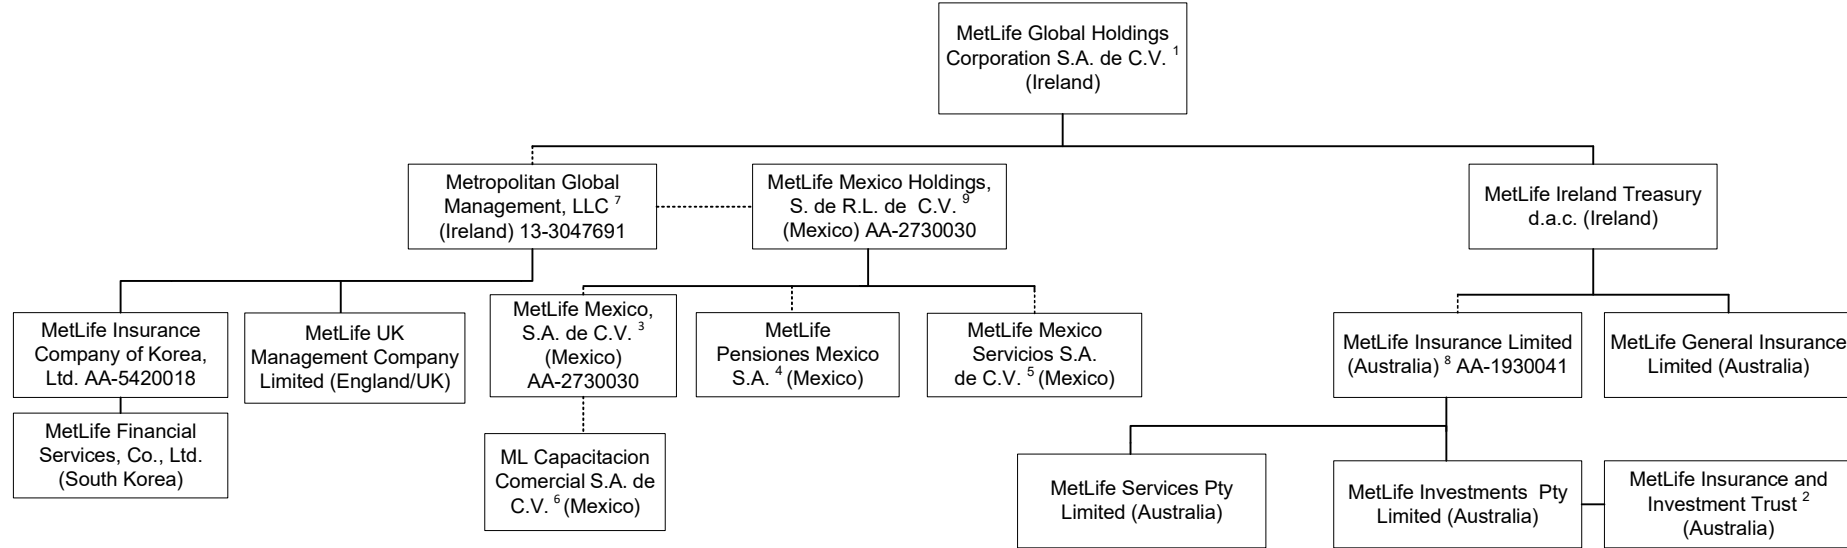 MetLife Global Holdings
Corporation S.A. de C.V. 1
(Ireland)
Metropolitan Global
Management, LLC 7
(Ireland) 13-3047691
MetLife Mexico Holdings,
S. de R.L. de C.V. 9
(Mexico) AA-2730030
MetLife Ireland Treasury
d.a.c. (Ireland)
MetLife Insurance
Company of Korea,
Ltd. AA-5420018
MetLife UK
Management Company
Limited (England/UK)
MetLife Mexico,
S.A. de C.V. 3
(Mexico)
AA-2730030
MetLife
Pensiones Mexico
S.A. 4 (Mexico)
MetLife Mexico
Servicios S.A.
de C.V. 5 (Mexico)
MetLife Insurance Limited
(Australia) 8 AA-1930041
MetLife General Insurance
Limited (Australia)
MetLife Financial
Services, Co., Ltd.
(South Korea)
ML Capacitacion
Comercial S.A. de
C.V. 6 (Mexico)
MetLife Services Pty
Limited (Australia)
MetLife Investments Pty
Limited (Australia)
MetLife Insurance and
Investment Trust 2
(Australia)